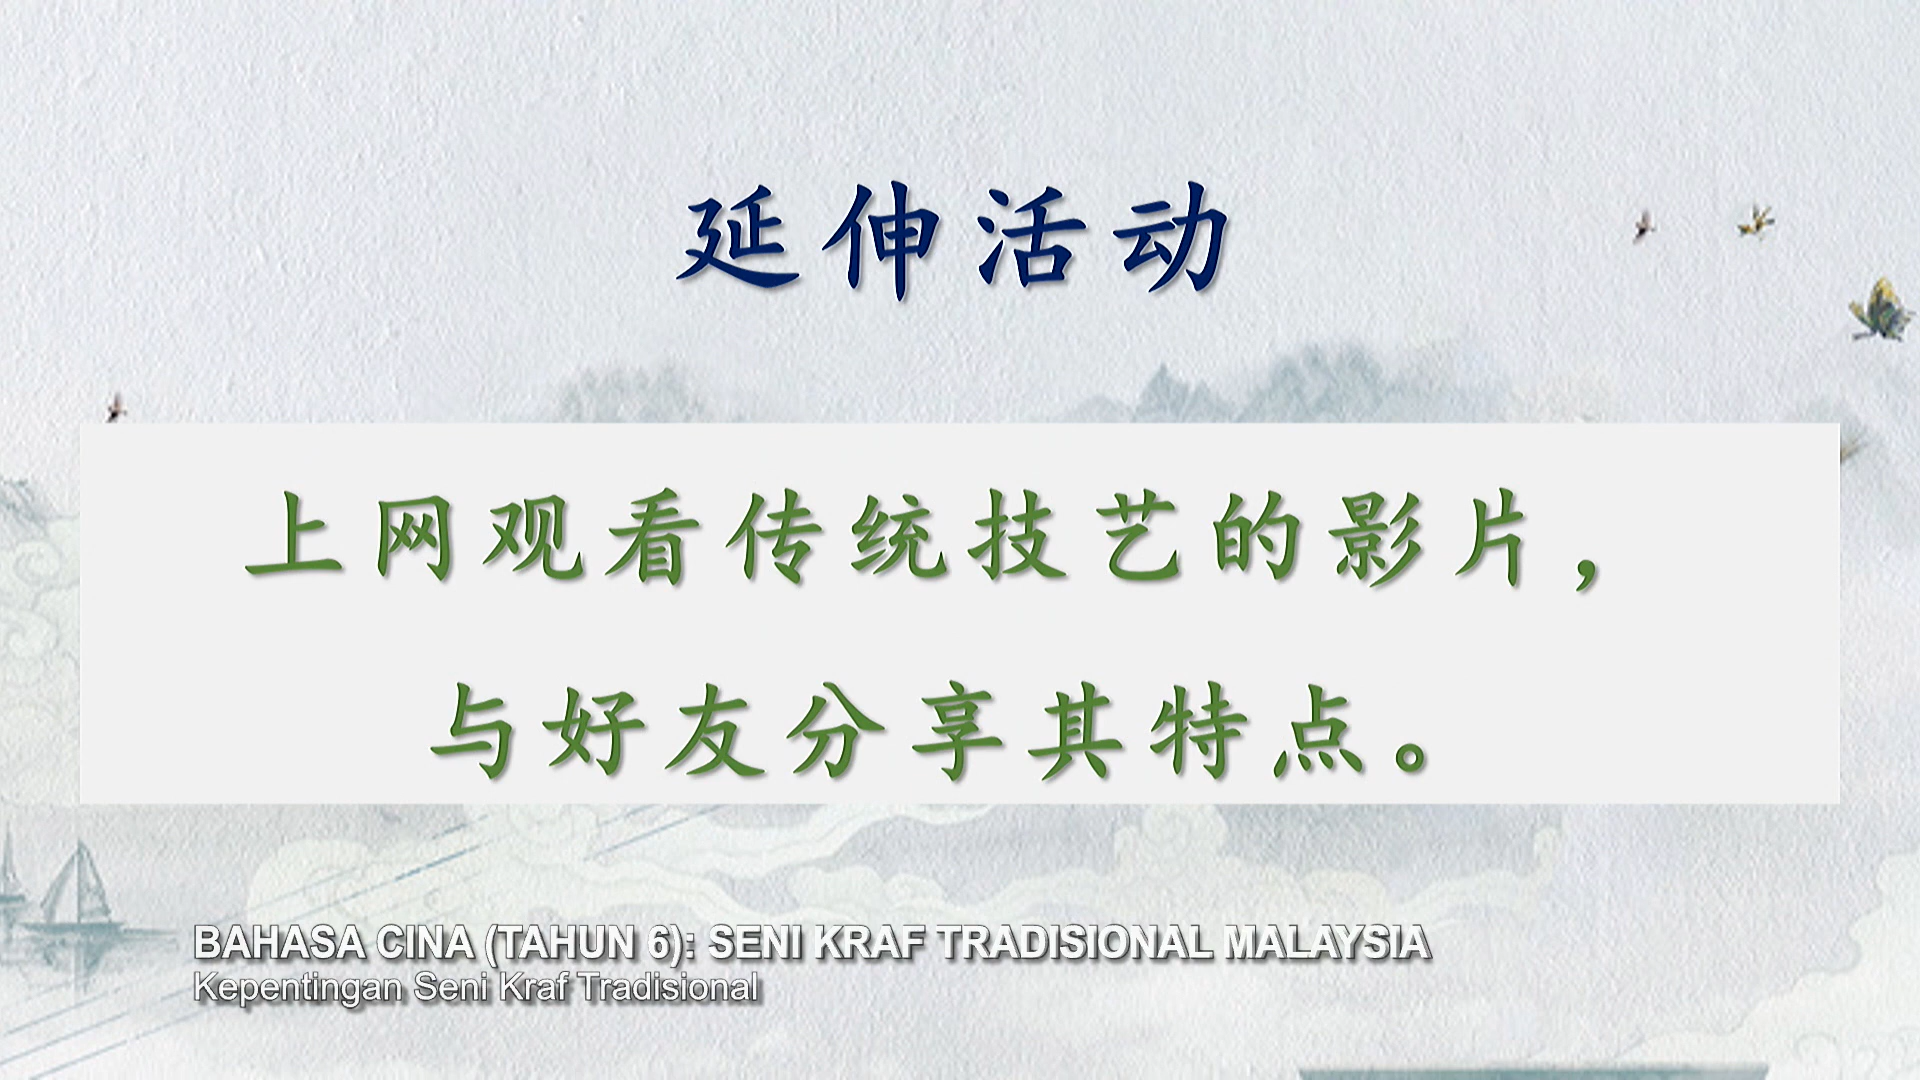 延伸活动
上网观看传统技艺的影片，
与好友分享其特点。
BAHASA CINA (TAHUN 6): SENI KRAF TRADISIONAL MALAYSIA
Kepentingan Seni Kraf Tradisional